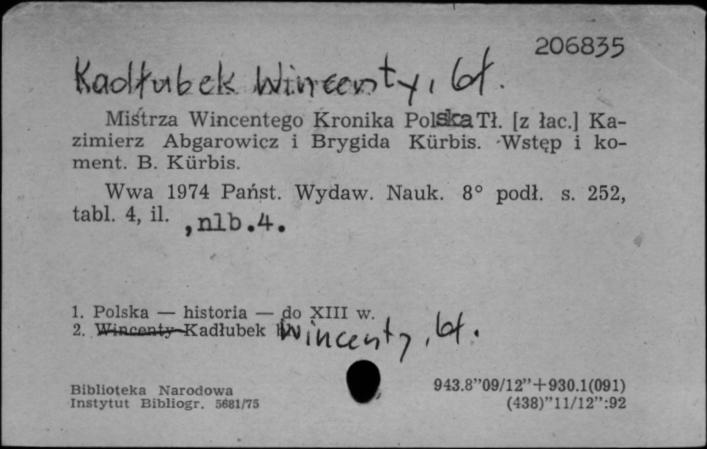 206835
Kadłubek Wincenty, bł.
Mistrza Wincentego Kronika Polska Tł. [z łac.] Ka-
zimierz Abgarowicz i Brygida Kürbis. Wstęp i ko-
ment. B. Kürbis.
Wwa 1974 Państ. Wydaw. Nauk. 8° podł. s. 252,
tabl. 4, il. , nlb. 4.
1. Polska — historia — do XIII w.
2. Wincenty Kadłubek Wincenty, bł.
Biblioteka Narodowa
Instytut Bibliogr. 5681/75
943.8"09/12"+930.1(091)
(438)"11/12":92